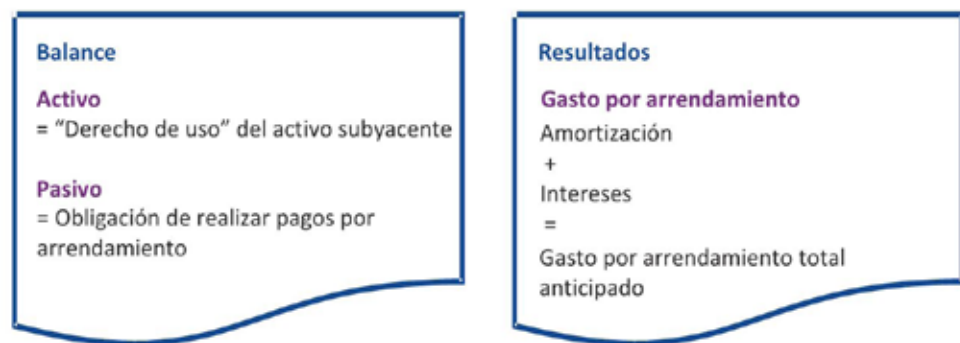 Balance
Activo
= “Derecho de uso” del activo subyacente
Pasivo
= Obligación de realizar pagos por
arrendamiento
Resultados
Gasto por arrendamiento
Amortización
+
Intereses
=
Gasto por arrendamiento total
anticipado